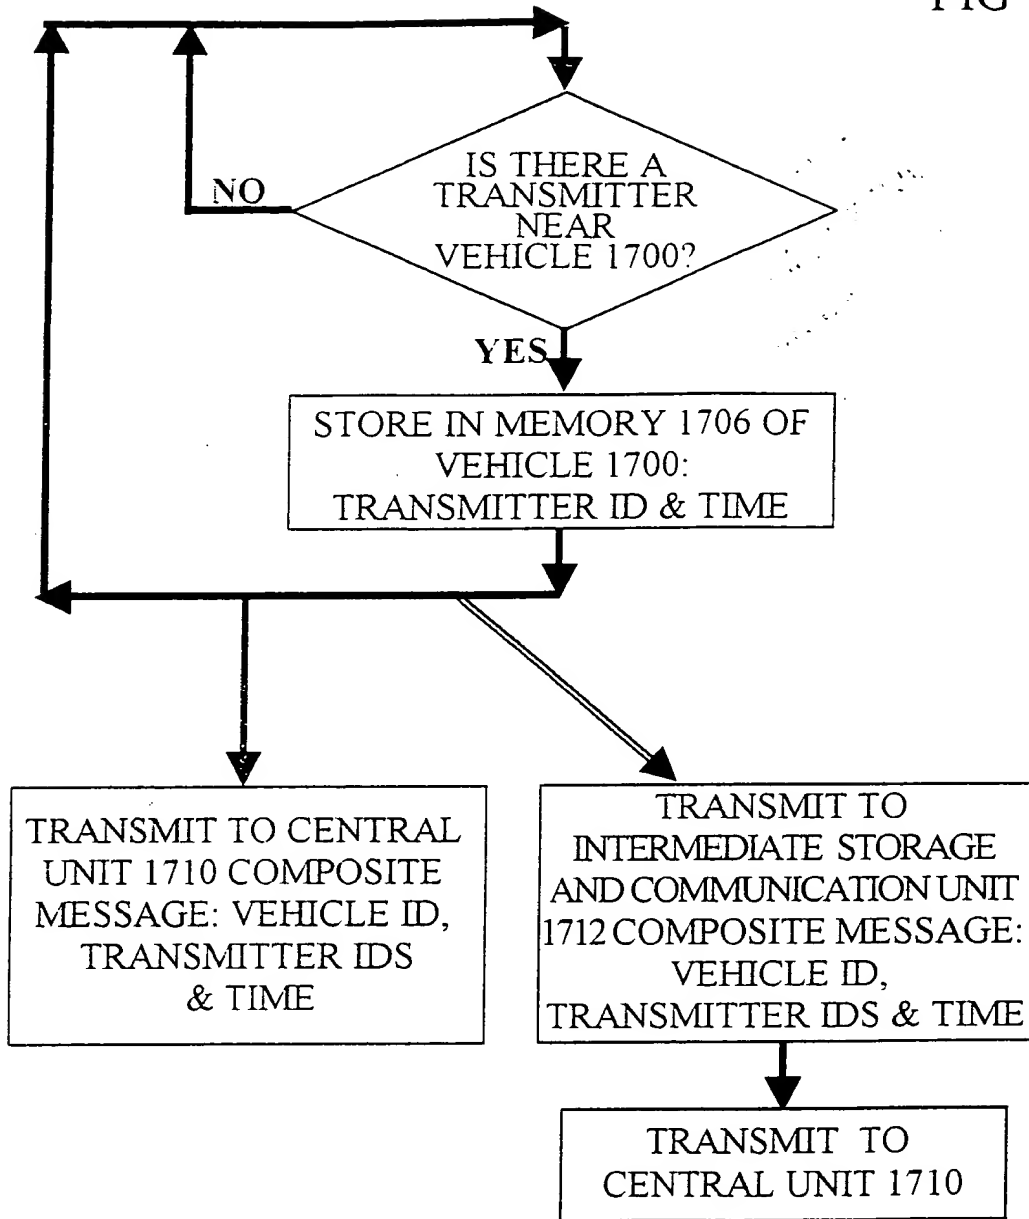 FIG
IS THERE A
TRANSMITTER
NEAR
VEHICLE 1700?
NO
YES
STORE IN MEMORY 1706 OF
VEHICLE 1700:
TRANSMITTER ID & TIME
TRANSMIT TO CENTRAL
UNIT 1710 COMPOSITE
MESSAGE: VEHICLE ID,
TRANSMITTER IDS
& TIME
TRANSMIT TO
INTERMEDIATE STORAGE
AND COMMUNICATION UNIT
1712 COMPOSITE MESSAGE:
VEHICLE ID,
TRANSMITTER IDS & TIME
TRANSMIT TO
CENTRAL UNIT 1710